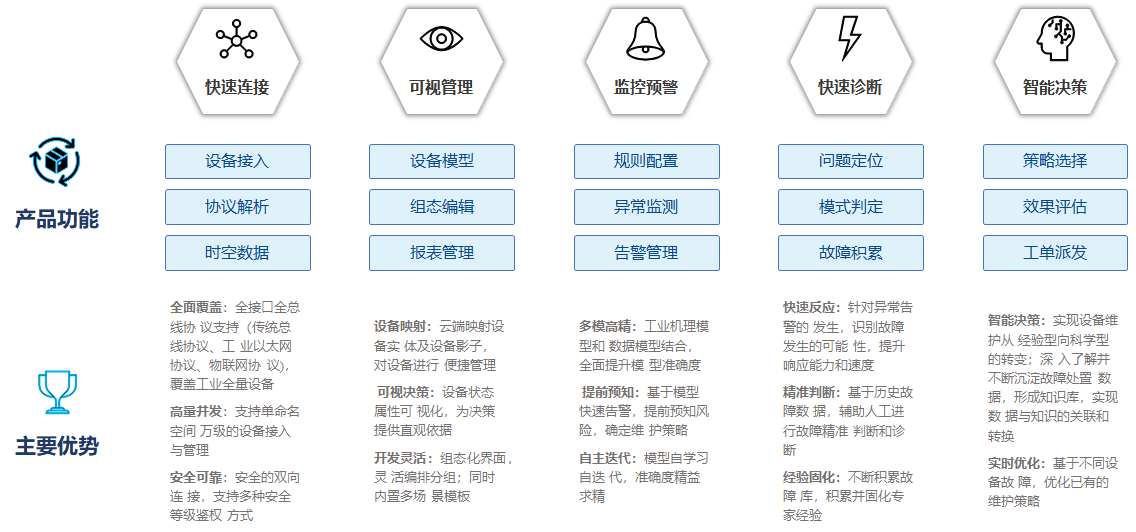 快速连接
可视管理
监控预警
快速诊断
智能决策
产品功能
设备接入
设备模型
规则配置
问题定位
策略选择
协议解析
组态编辑
异常监测
模式判定
效果评估
时空数据
报表管理
告警管理
故障积累
工单派发
主要优势
全面覆盖：全接口全总
线协 议支持（传统总
线协议、工 业以太网
协议、物联网协 议),
覆盖工业全量设备
高量并发：支持单命名
空间 万级的设备接入
与管理
安全可靠：安全的双向
连 接，支持多种安全
等级鉴权 方式
设备映射：云端映射设
备实 体及设备影子，
对设备进行 便捷管理
可视决策：设备状态
属性可 视化，为决策
提供直观依据
开发灵活：组态化界面，
灵 活编排分组；同时
内置多场 景模板
多模高精：工业机理模
型和 数据模型结合，
全面提升模 型准确度
提前预知：基于模型
快速告警，提前预知风
险，确定维 护策略
自主迭代：模型自学习
自迭 代，准确度精益
求精
快速反应：针对异常告
警的 发生，识别故障
发生的可能 性，提升
响应能力和速度
精准判断：基于历史故
障数 据，辅助人工进
行故障精准 判断和诊
断
经验固化：不断积累故
障 库，积累并固化专
家经验
智能决策：实现设备维
护从 经验型向科学型
的转变；深 入了解并
不断沉淀故障处置 数
据，形成知识库，实现
数 据与知识的关联和
转换
实时优化：基于不同设
备故 障，优化已有的
维护策略